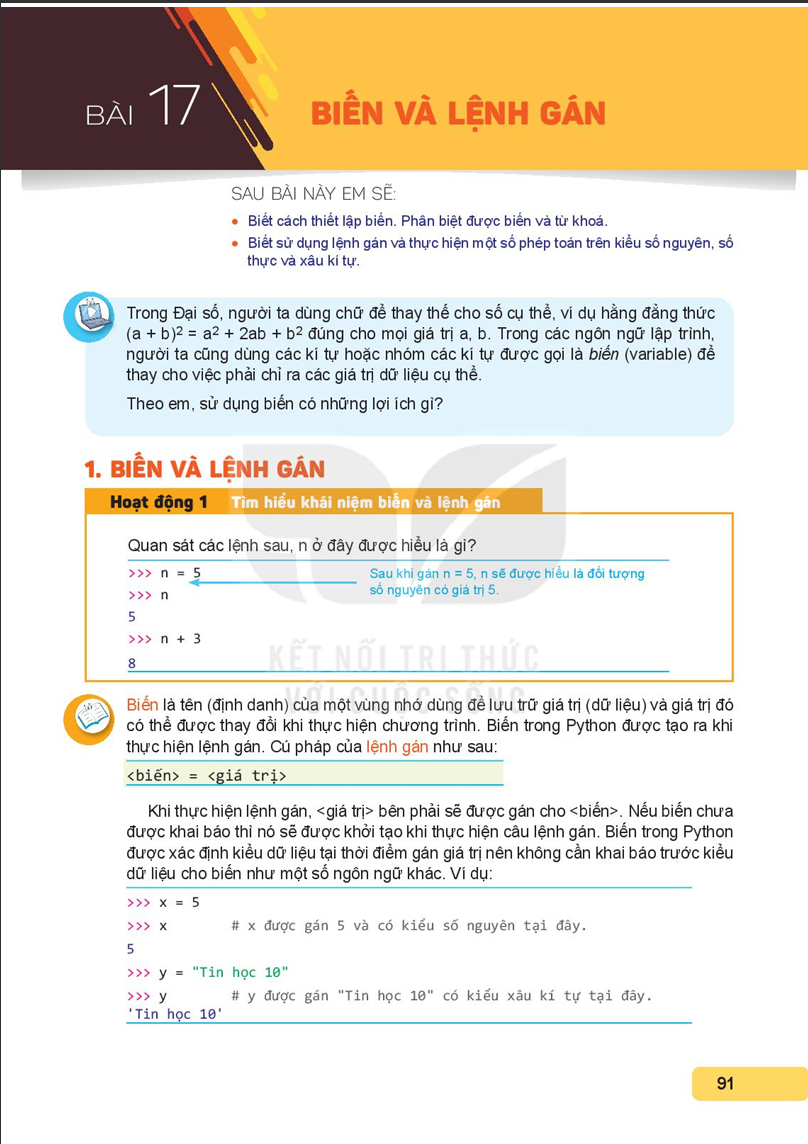 BÀI 17
BIẾN VÀ LỆNH GÁN
SAU BÀI NÀY EM SẼ:
• Biết cách thiết lập biến. Phân biệt được biến và từ khoá.
• Biết sử dụng lệnh gán và thực hiện một số phép toán trên kiểu số nguyên, số
thực và xâu kí tự.
Trong Đại số, người ta dùng chữ để thay thế cho số cụ thể, ví dụ hằng đẳng thức
(a + b)² = a² + 2ab + b² đúng cho mọi giá trị a, b. Trong các ngôn ngữ lập trình,
người ta cũng dùng các kí tự hoặc nhóm các kí tự được gọi là biến (variable) để
thay cho việc phải chỉ ra các giá trị dữ liệu cụ thể.
Theo em, sử dụng biến có những lợi ích gì?
1. BIẾN VÀ LỆNH GÁN
Hoạt động 1 Tìm hiểu khái niệm biến và lệnh gán
Quan sát các lệnh sau, n ở đây được hiểu là gì?
>>> n = 5
>>> n
5
>>> n + 3
8
Sau khi gán n = 5, n sẽ được hiểu là đối tượng
số nguyên có giá trị 5.
KẾT NỐI TRI THỨC
VỚI CUỘC SỐNG
Biến là tên (định danh) của một vùng nhớ dùng để lưu trữ giá trị (dữ liệu) và giá trị đó
có thể được thay đổi khi thực hiện chương trình. Biến trong Python được tạo ra khi
thực hiện lệnh gán. Cú pháp của lệnh gán như sau:
<biến> = <giá trị>
Khi thực hiện lệnh gán, <giá trị> bên phải sẽ được gán cho <biến>. Nếu biến chưa
được khai báo thì nó sẽ được khởi tạo khi thực hiện câu lệnh gán. Biến trong Python
được xác định kiểu dữ liệu tại thời điểm gán giá trị nên không cần khai báo trước kiểu
dữ liệu cho biến như một số ngôn ngữ khác. Ví dụ:
>>> x = 5
>>> x # x được gán 5 và có kiểu số nguyên tại đây.
5
>>> y = "Tin học 10"
>>> y # y được gán "Tin học 10" có kiểu xâu kí tự tại đây.
'Tin học 10'
91